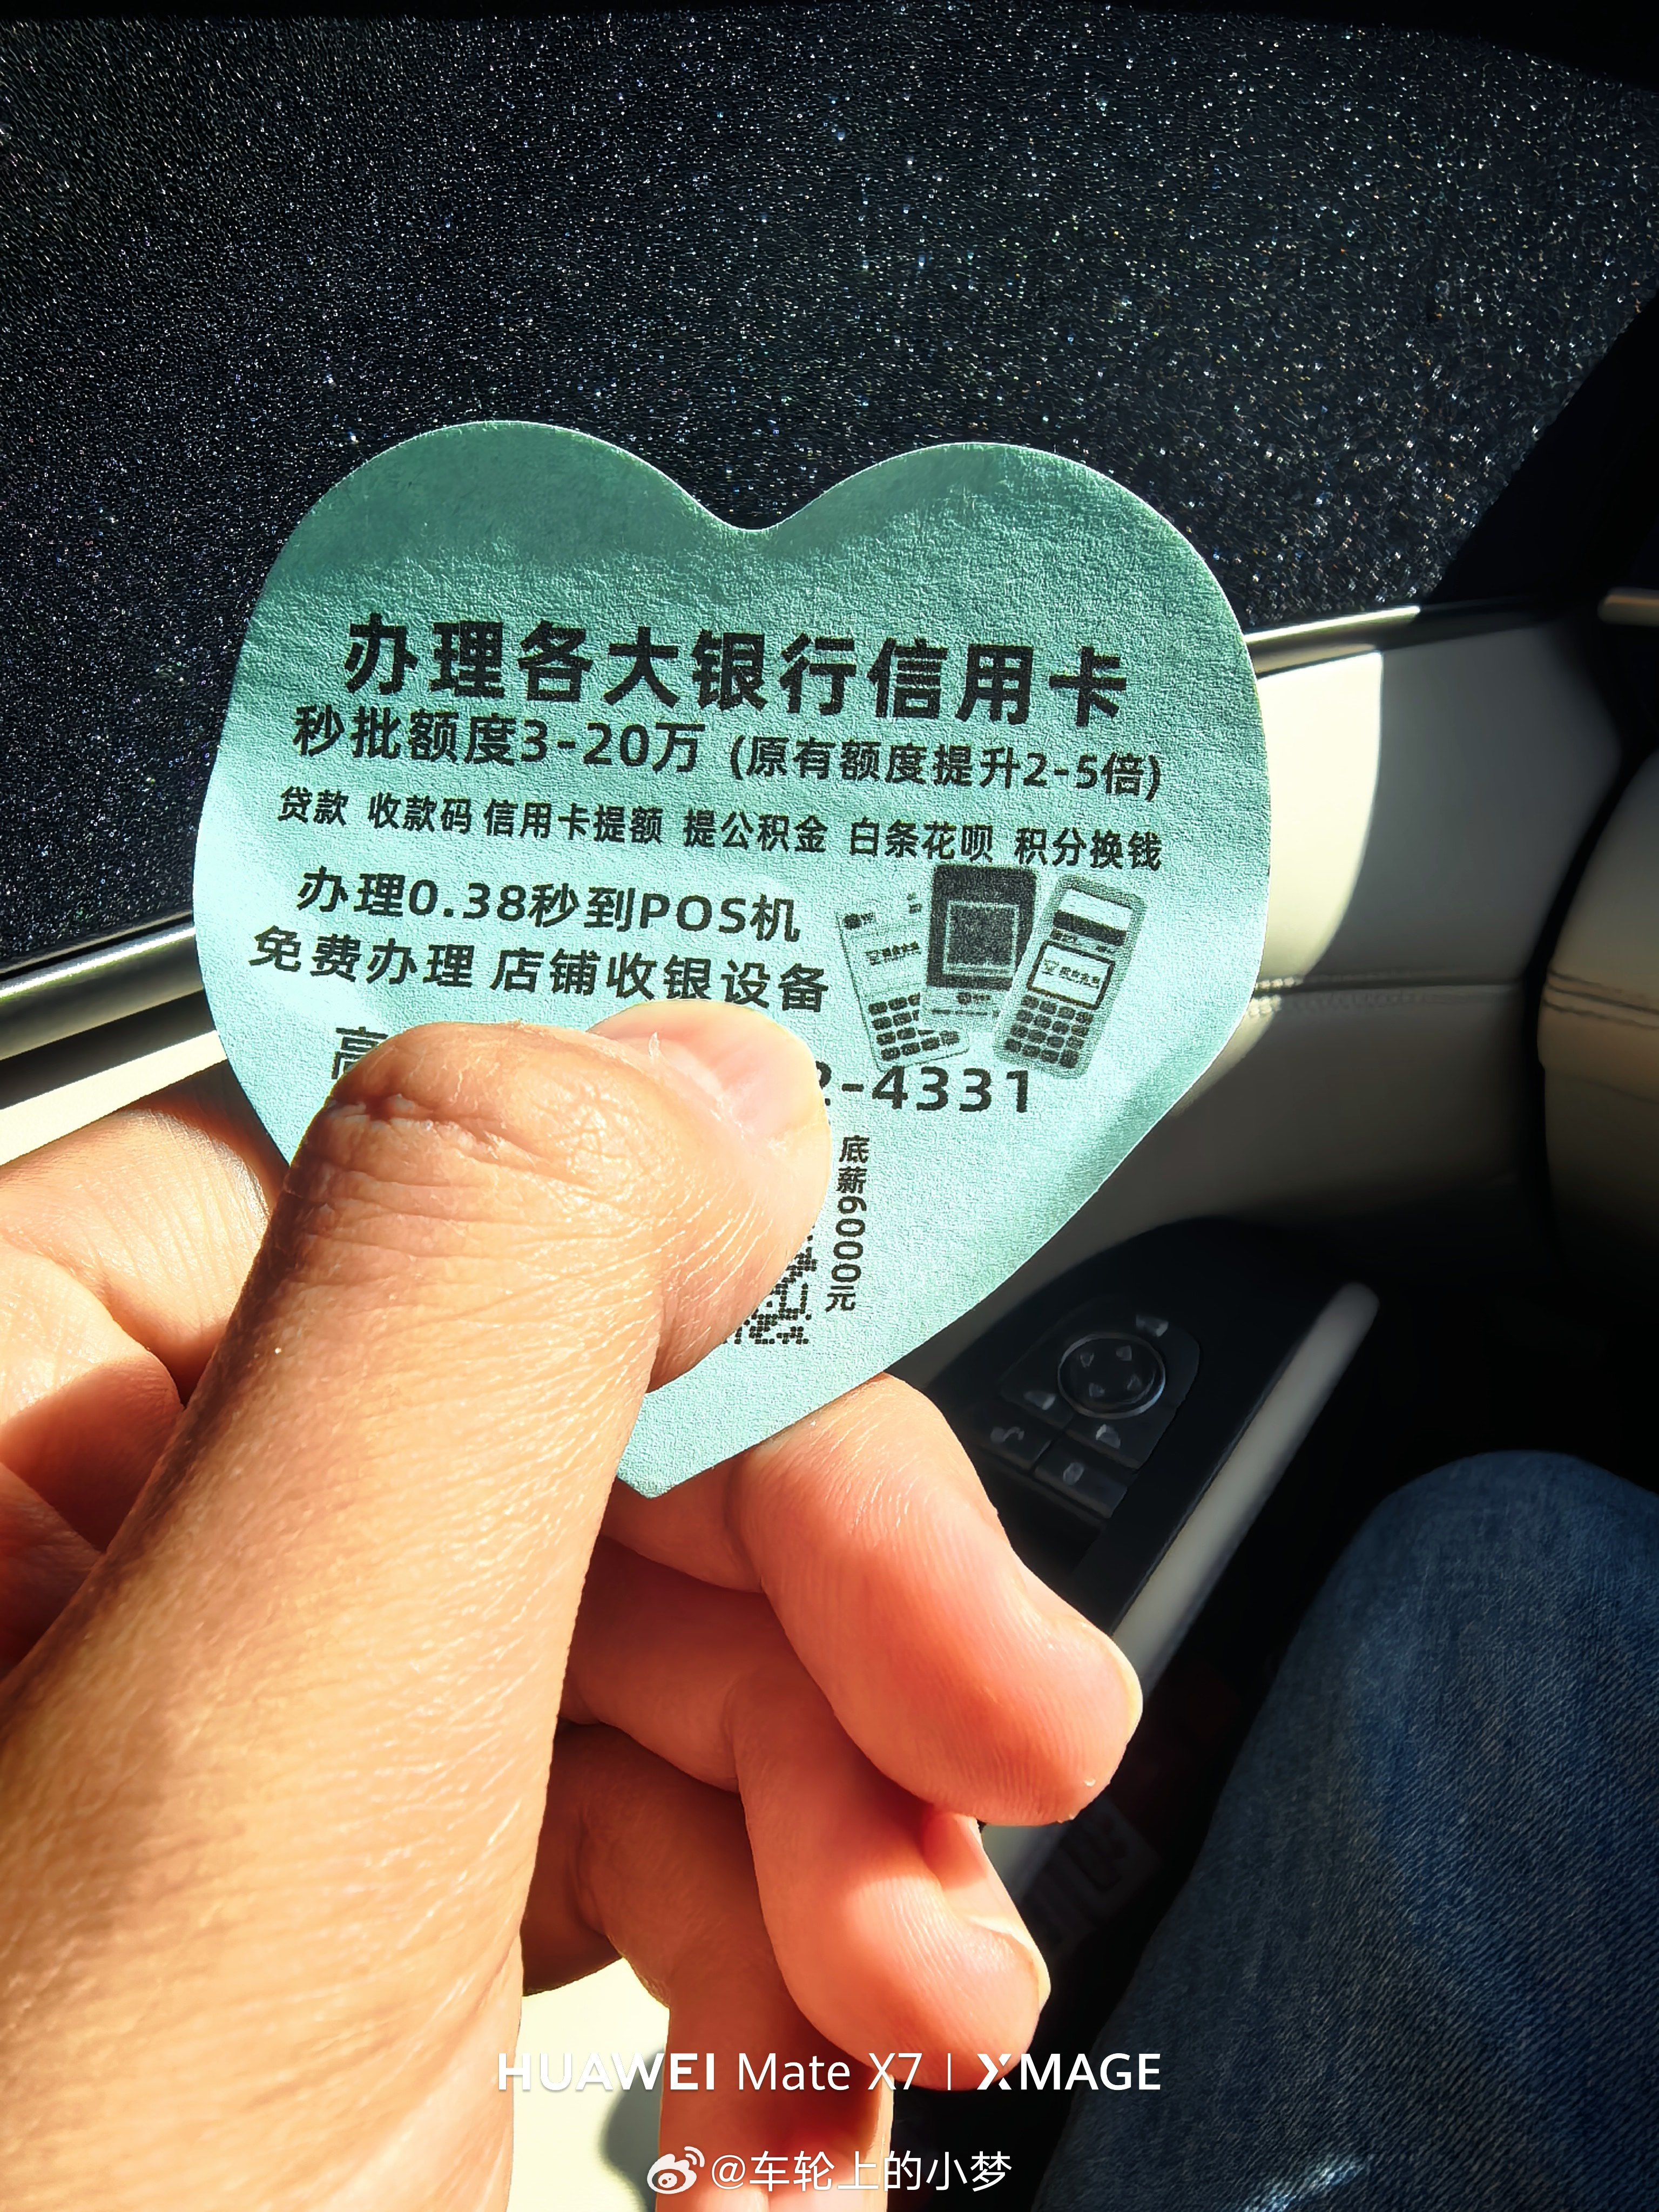 办理各大银行信用卡
秒批额度3-20万 (原有额度提升2-5倍)
贷款 收款码 信用卡提额 提公积金 白条花呗 积分换钱
办理0.38秒到POS机
免费办理 店铺收银设备
高
-4331
底薪9000元
HUAWEI Mate X7 | XMAGE
@车轮上的小梦